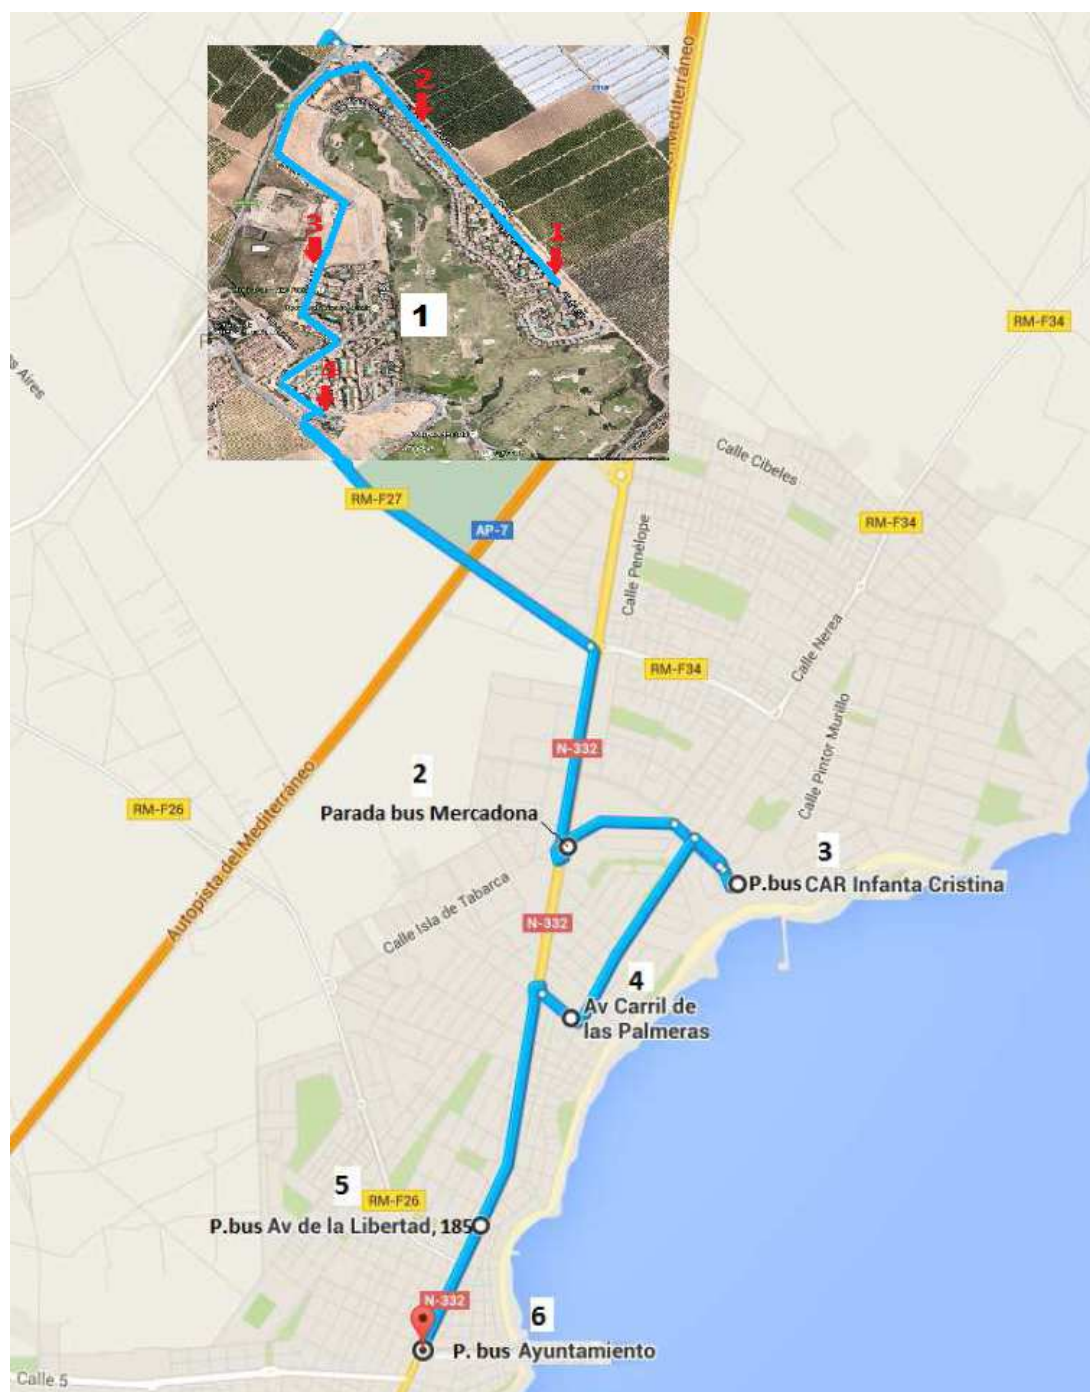 Mediterráneo
2
1
3
1
4
RM-F34
es Aires
Calle Cibeles
RM-F27
RM-F34
AP-7
Calle Penélope
Calle Nerea
RM-F34
Calle Pintor Murillo
N-332
2
Autopista del Mediterráneo
RM-F26
Parada bus Mercadona
3
P.bus CAR Infanta Cristina
Calle Isla de Tabarca
N-332
4
Av Carril de
las Palmeras
5
RM-F26
P.bus Av de la Libertad, 185
N-332
6
P. bus Ayuntamiento
Calle 5